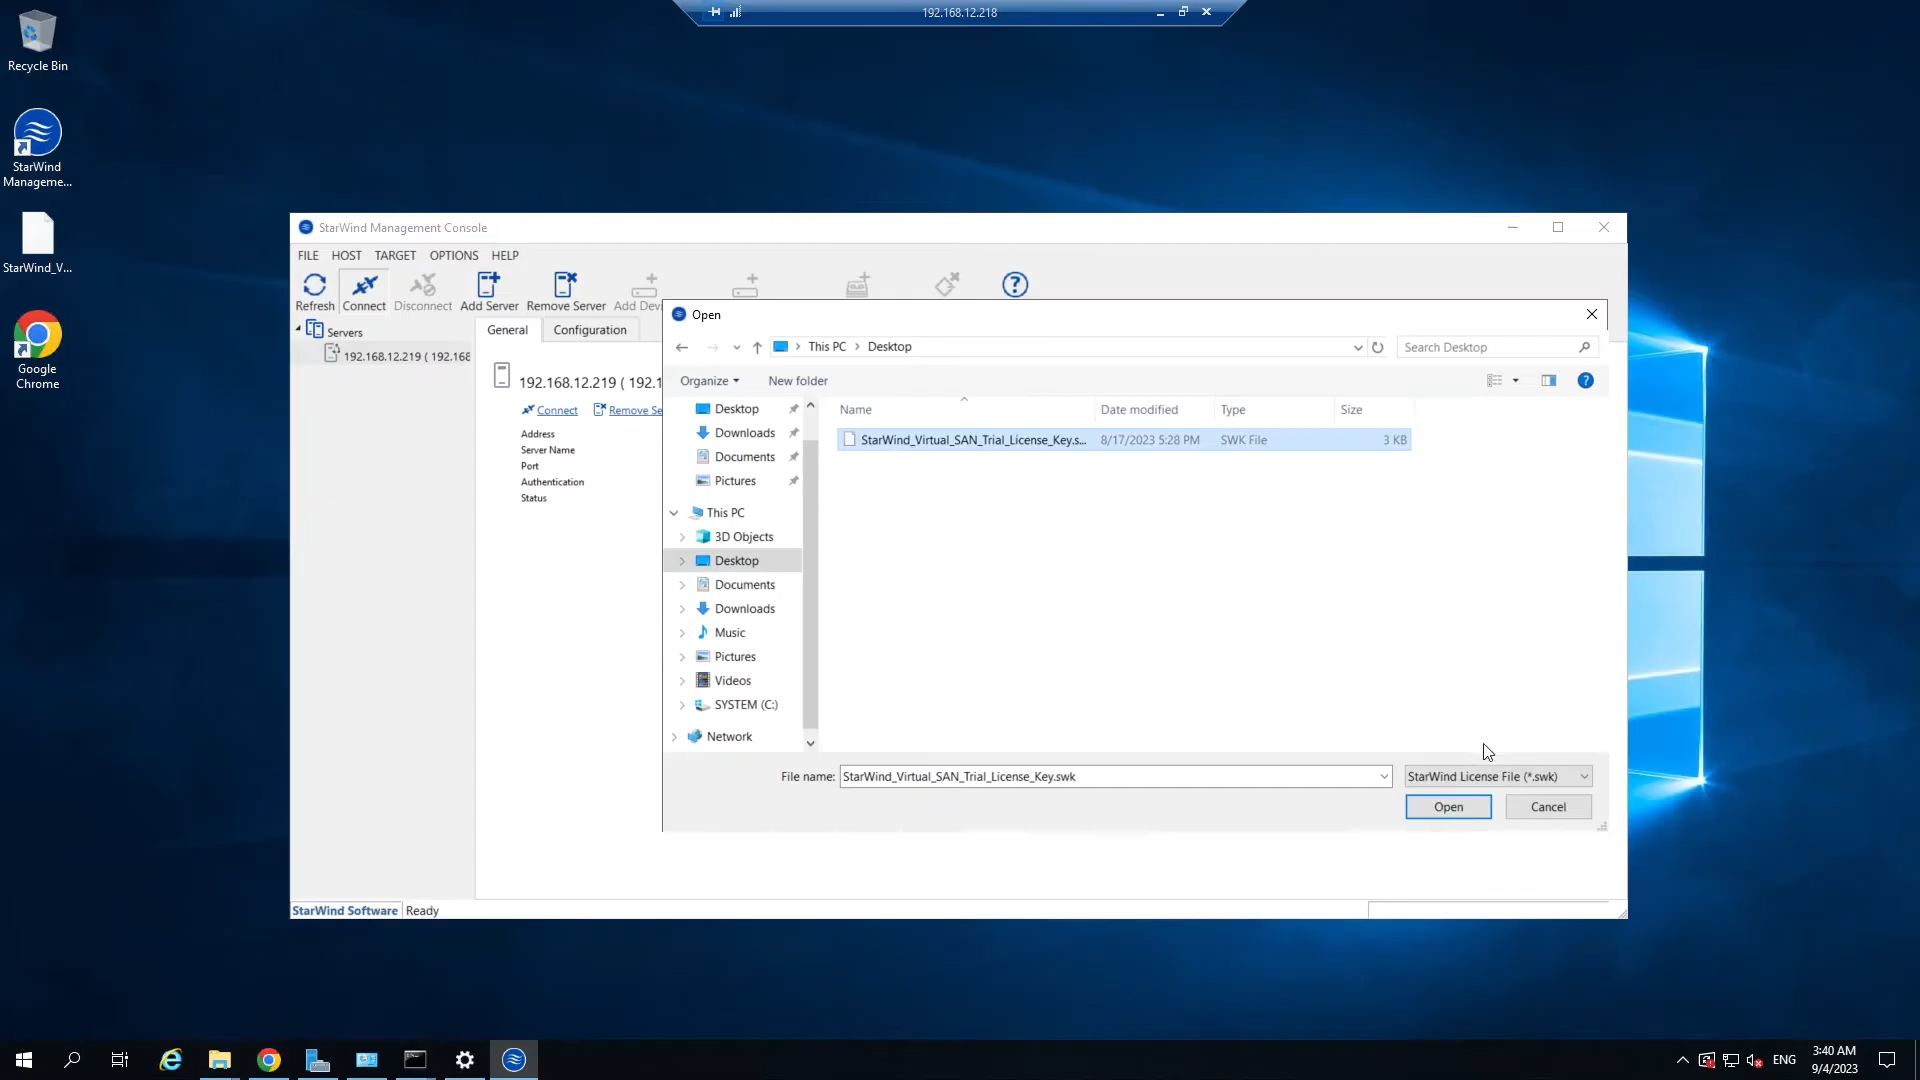 192.168.12.218
Recycle Bin
StarWind
Manageme...
StarWind_V...
Google
Chrome
StarWind Management Console
FILE HOST TARGET OPTIONS HELP
Refresh Connect Disconnect Add Server Remove Server Add Devi
Servers
192.168.12.219 ( 192.168
General Configuration
192.168.12.219 ( 192.1
Connect Remove Se
Address
Server Name
Port
Authentication
Status
Open
This PC Desktop
Search Desktop
Organize New folder
Desktop
Downloads
Documents
Pictures
This PC
3D Objects
Desktop
Documents
Downloads
Music
Pictures
Videos
SYSTEM (C:)
Network
Name Date modified Type Size
StarWind_Virtual_SAN_Trial_License_Key.s... 8/17/2023 5:28 PM SWK File 3 KB
File name: StarWind_Virtual_SAN_Trial_License_Key.swk StarWind License File (*.swk)
Open Cancel
StarWind Software Ready
ENG
3:40 AM
9/4/2023